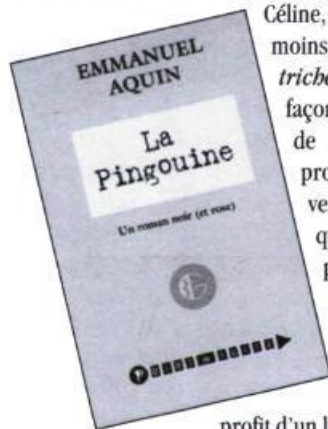 Céline,
moins
triche
façon
de
pro
ve
q
p
profit d'un l
EMMANUEL
AQUIN
La
Pingouine
Un roman noir (et rose)